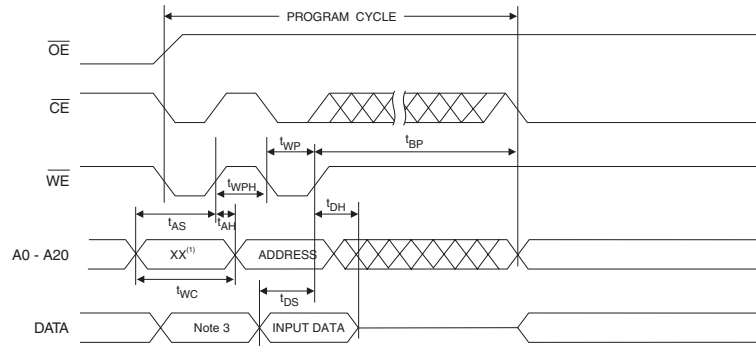 PROGRAM CYCLE
OE
CE
tWP
tBP
WE
tWPH
tDH
tAS
tAH
A0 - A20
XX(1)
ADDRESS
tWC
tDS
DATA
Note 3
INPUT DATA